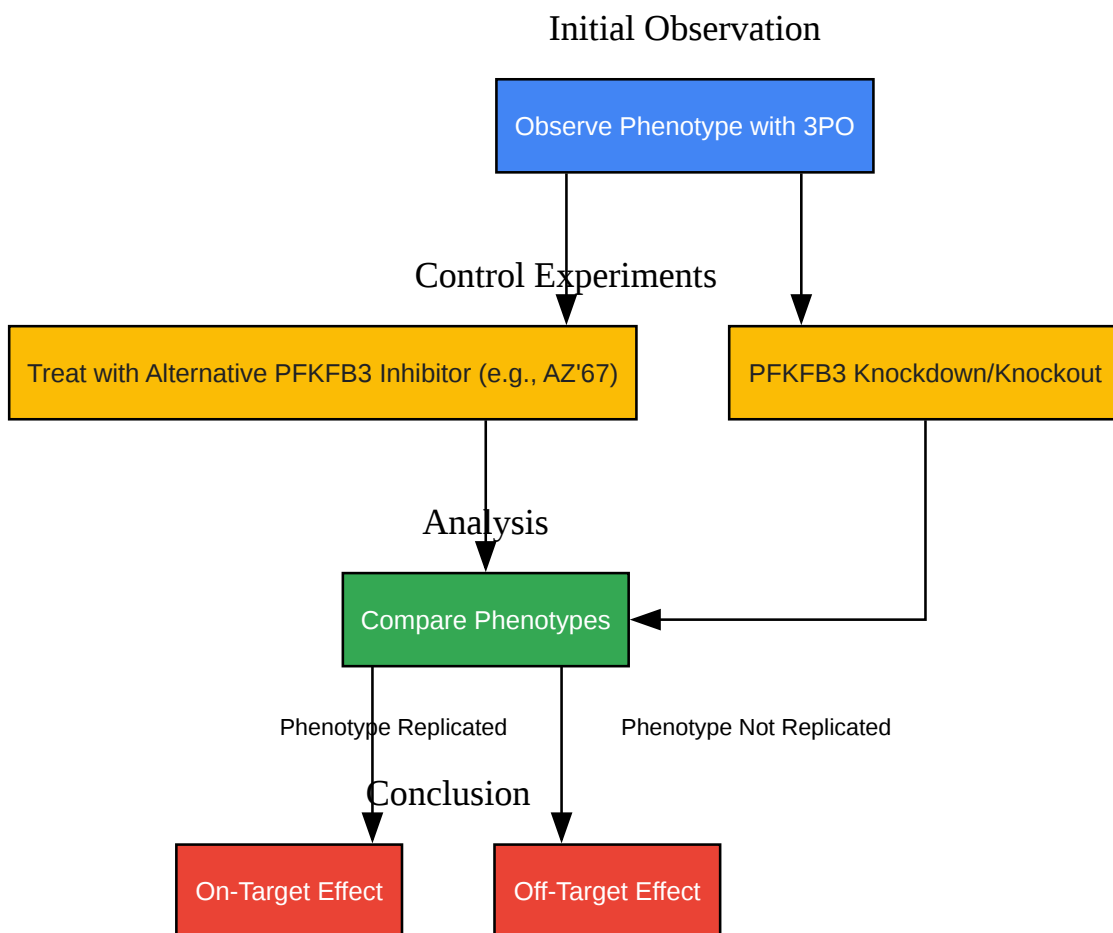 Initial Observation
Observe Phenotype with 3PO
Control Experiments
Treat with Alternative PFKFB3 Inhibitor (e.g., AZ'67)
PFKFB3 Knockdown/Knockout
Analysis
Compare Phenotypes
Phenotype Replicated
Phenotype Not Replicated
Conclusion
On-Target Effect
Off-Target Effect